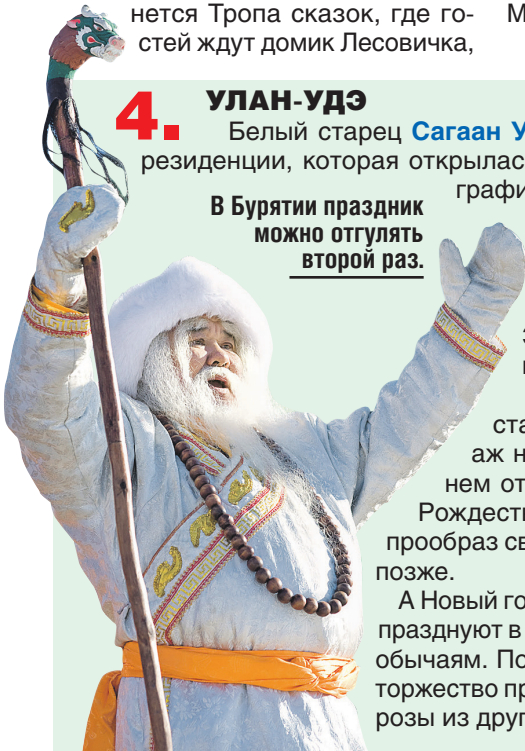 нется Тропа сказок, где го-
стей ждут домик Лесовичка,
М
4. УЛАН-УДЭ
Белый старец Сагаан У
резиденции, которая открылас
графи
В Бурятии праздник
можно отгулять
второй раз.
ста
аж н
нем от
Рождеств
прообраз св
позже.
А Новый го
празднуют в
обычаям. По
торжество пр
розы из друг